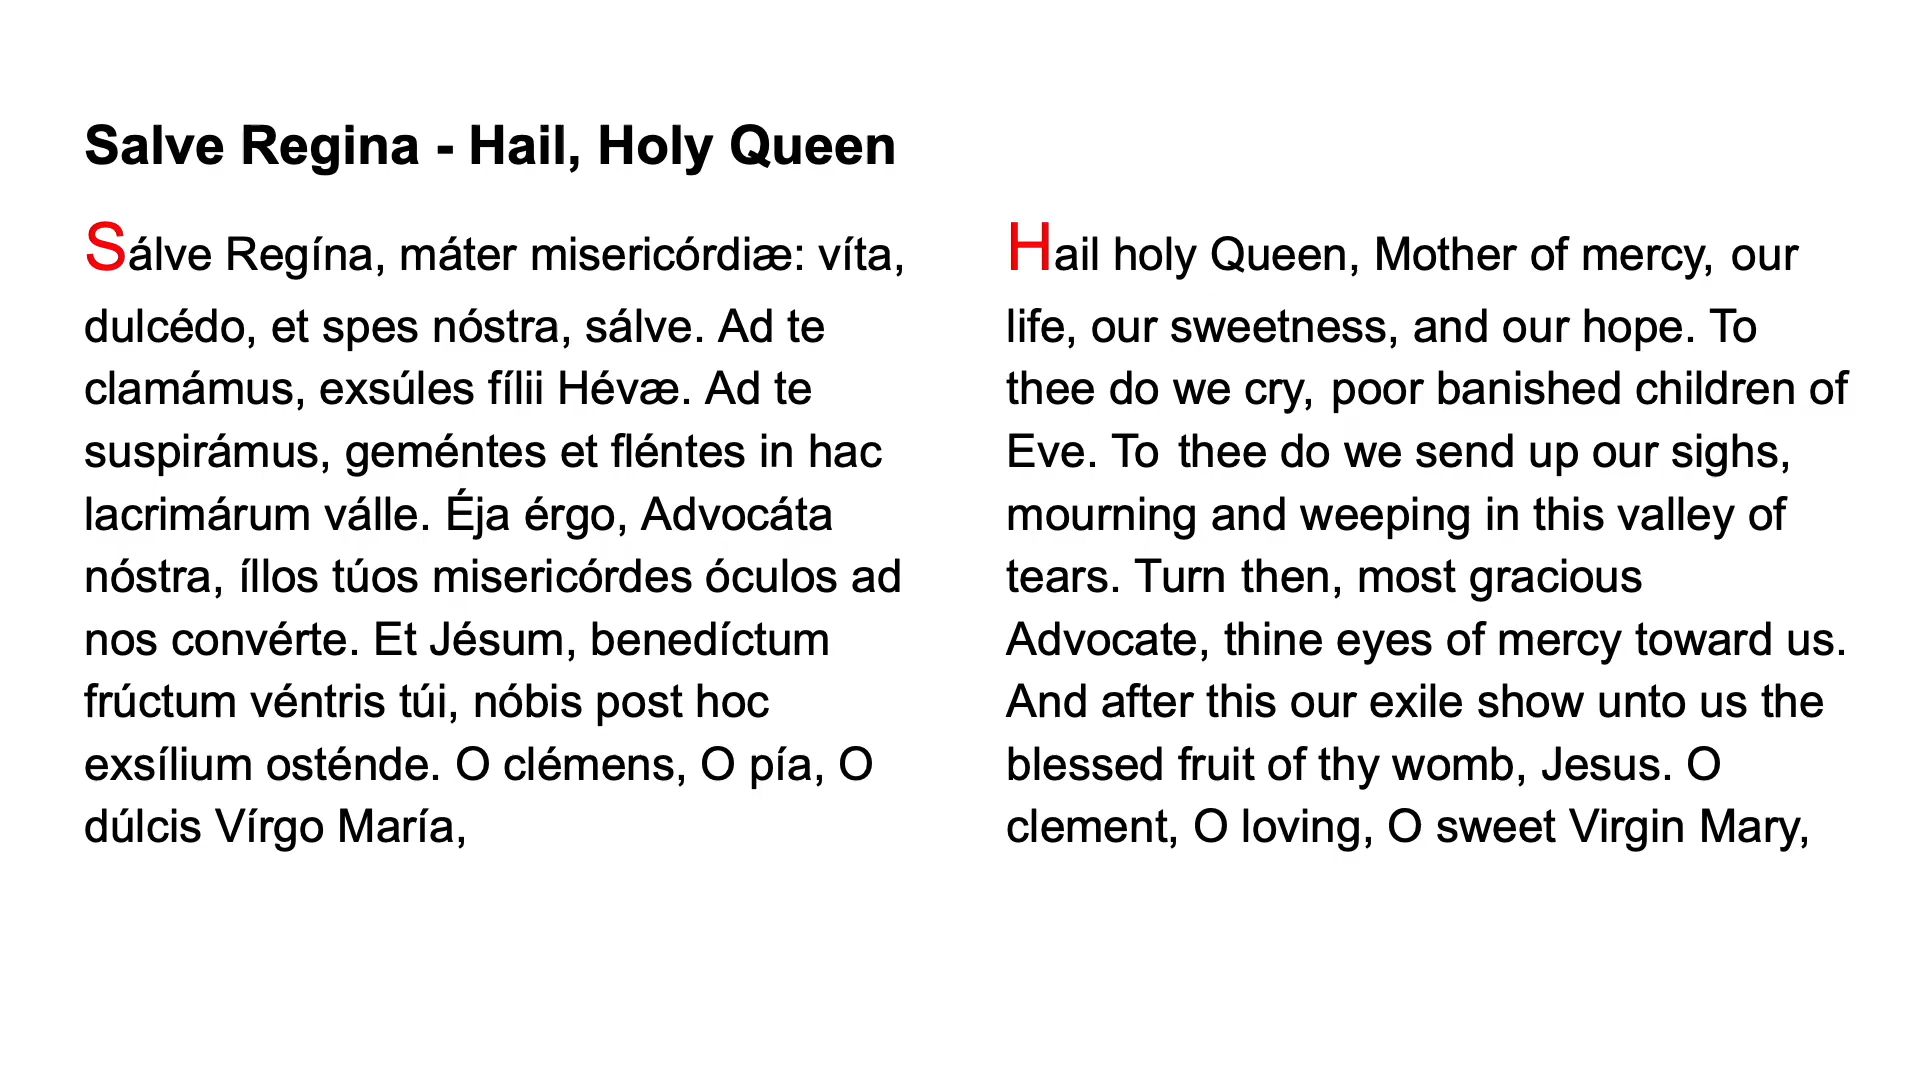 Salve Regina - Hail, Holy Queen
Sálve Regína, máter misericórdiæ: víta,
dulcédo, et spes nóstra, sálve. Ad te
clamámus, exsúles fílii Hévæ. Ad te
suspirámus, geméntes et fléntes in hac
lacrimárum válle. Éja érgo, Advocáta
nóstra, íllos túos misericórdes óculos ad
nos convérte. Et Jésum, benedíctum
frúctum véntris túi, nóbis post hoc
exsílium osténde. O clémens, O pía, O
dúlcis Vírgo María,
Hail holy Queen, Mother of mercy, our
life, our sweetness, and our hope. To
thee do we cry, poor banished children of
Eve. To thee do we send up our sighs,
mourning and weeping in this valley of
tears. Turn then, most gracious
Advocate, thine eyes of mercy toward us.
And after this our exile show unto us the
blessed fruit of thy womb, Jesus. O
clement, O loving, O sweet Virgin Mary,